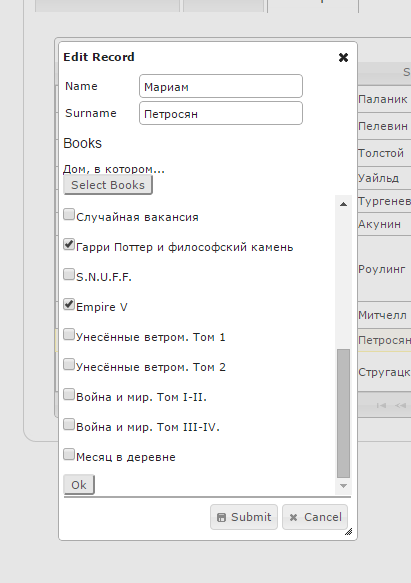 Edit Record
S
Name Мариам
Surname Петросян
Books
Дом, в котором...
Select Books
Случайная вакансия
Гарри Поттер и философский камень
S.N.U.F.F.
Empire V
Унесённые ветром. Том 1
Унесённые ветром. Том 2
Война и мир. Том I-II.
Война и мир. Том III-IV.
Месяц в деревне
Ok
Submit Cancel
Паланик
Пелевин
Толстой
Уайльд
Тургенев
Акунин
Роулинг
Митчелл
Петросян
Стругацк